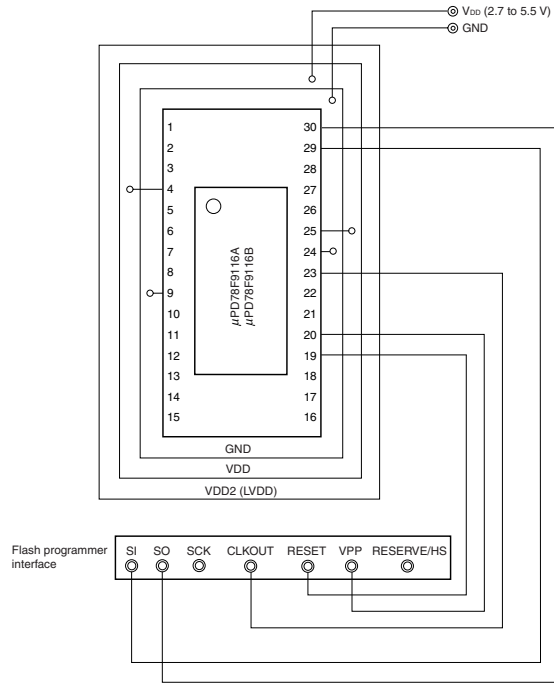 VDD (2.7 to 5.5 V)
GND
1 30
2 29
3 28
4 27
5 26
6 25
7 24
8 23
9 22
10 21
11 20
12 19
13 18
14 17
15 16
μPD78F9116A
μPD78F9116B
GND
VDD
VDD2 (LVDD)
Flash programmer
interface
SI SO SCK CLKOUT RESET VPP RESERVE/HS